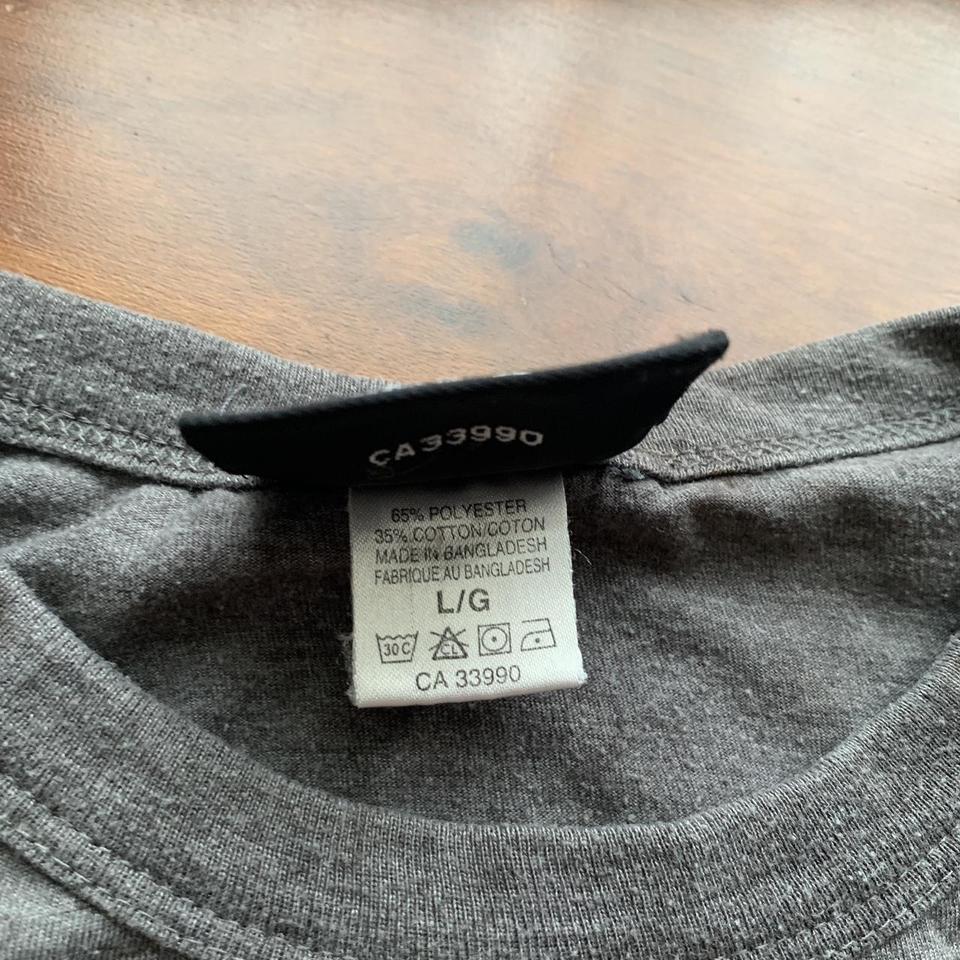 CA 33990
65% POLYESTER
35% COTTON/COTON
MADE IN BANGLADESH
FABRIQUE AU BANGLADESH
L/G
30 C CL
CA 33990